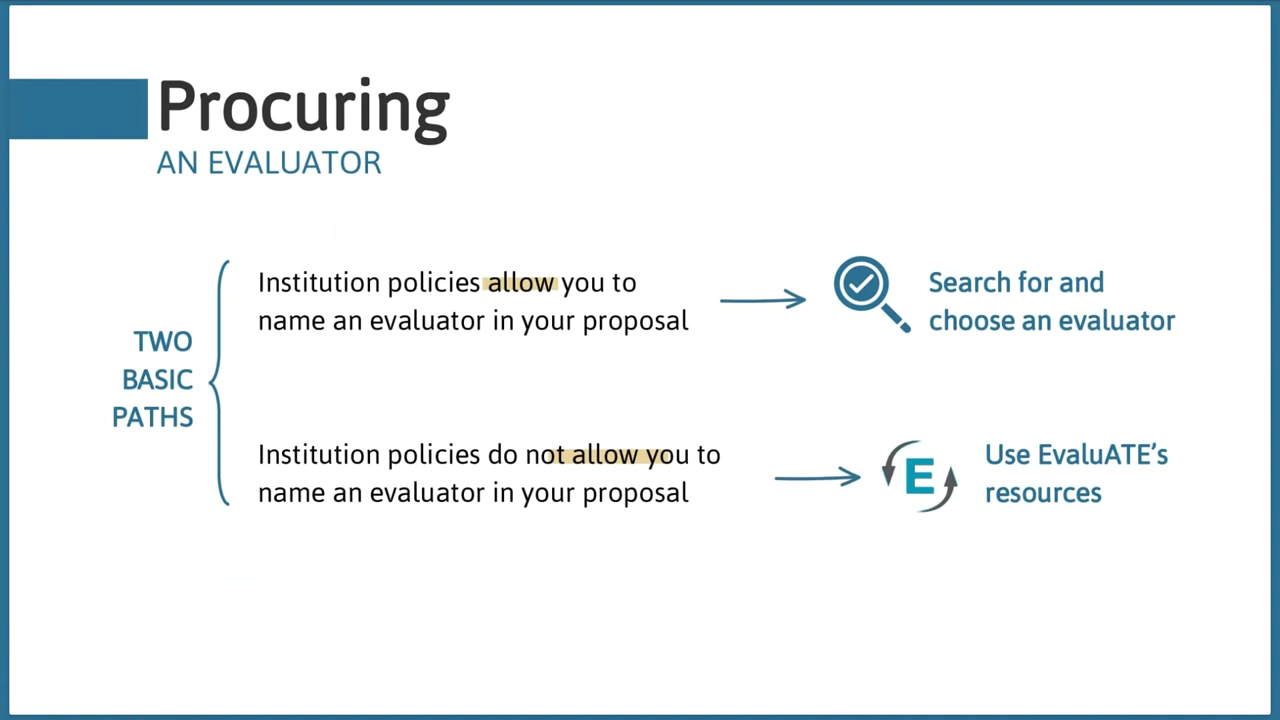 Procuring
AN EVALUATOR
TWO
BASIC
PATHS
Institution policies allow you to
name an evaluator in your proposal
Search for and
choose an evaluator
Institution policies do not allow you to
name an evaluator in your proposal
E
Use EvaluATE's
resources